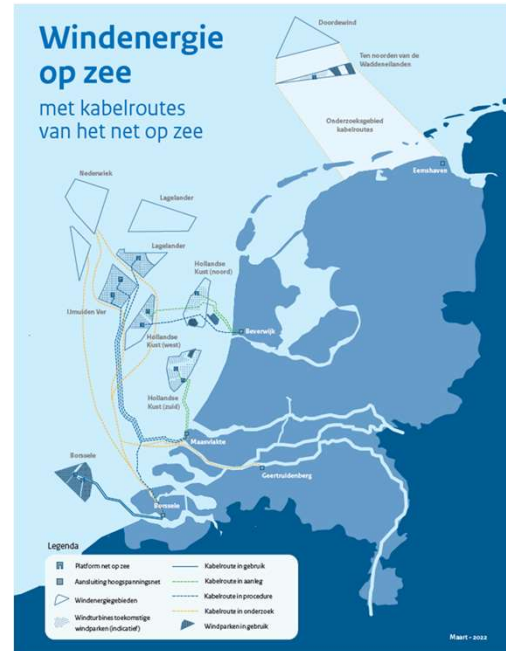 Windenergie
op zee
met kabelroutes
van het net op zee
Doordewind
Ten noorden van de
Waddeneilanden
Onderzoeksgebied
kabelroutes
Eemshaven
Nederwiek
Lagelander
Lagelander
Hollandse
Kust (noord)
IJmuiden Ver
Hollandse
Kust (west)
Beverwijk
Hollandse
Kust (zuid)
Maasvlakte
Geertruidenberg
Borssele
Borssele
Legenda
Platform net op zee
Aansluiting hoogspanningsnet
Windenergiegebieden
Windturbines toekomstige
windparken (indicatief)
Kabelroute in gebruik
Kabelroute in aanleg
Kabelroute in procedure
Kabelroute in onderzoek
Windparken in gebruik
Maart - 2022